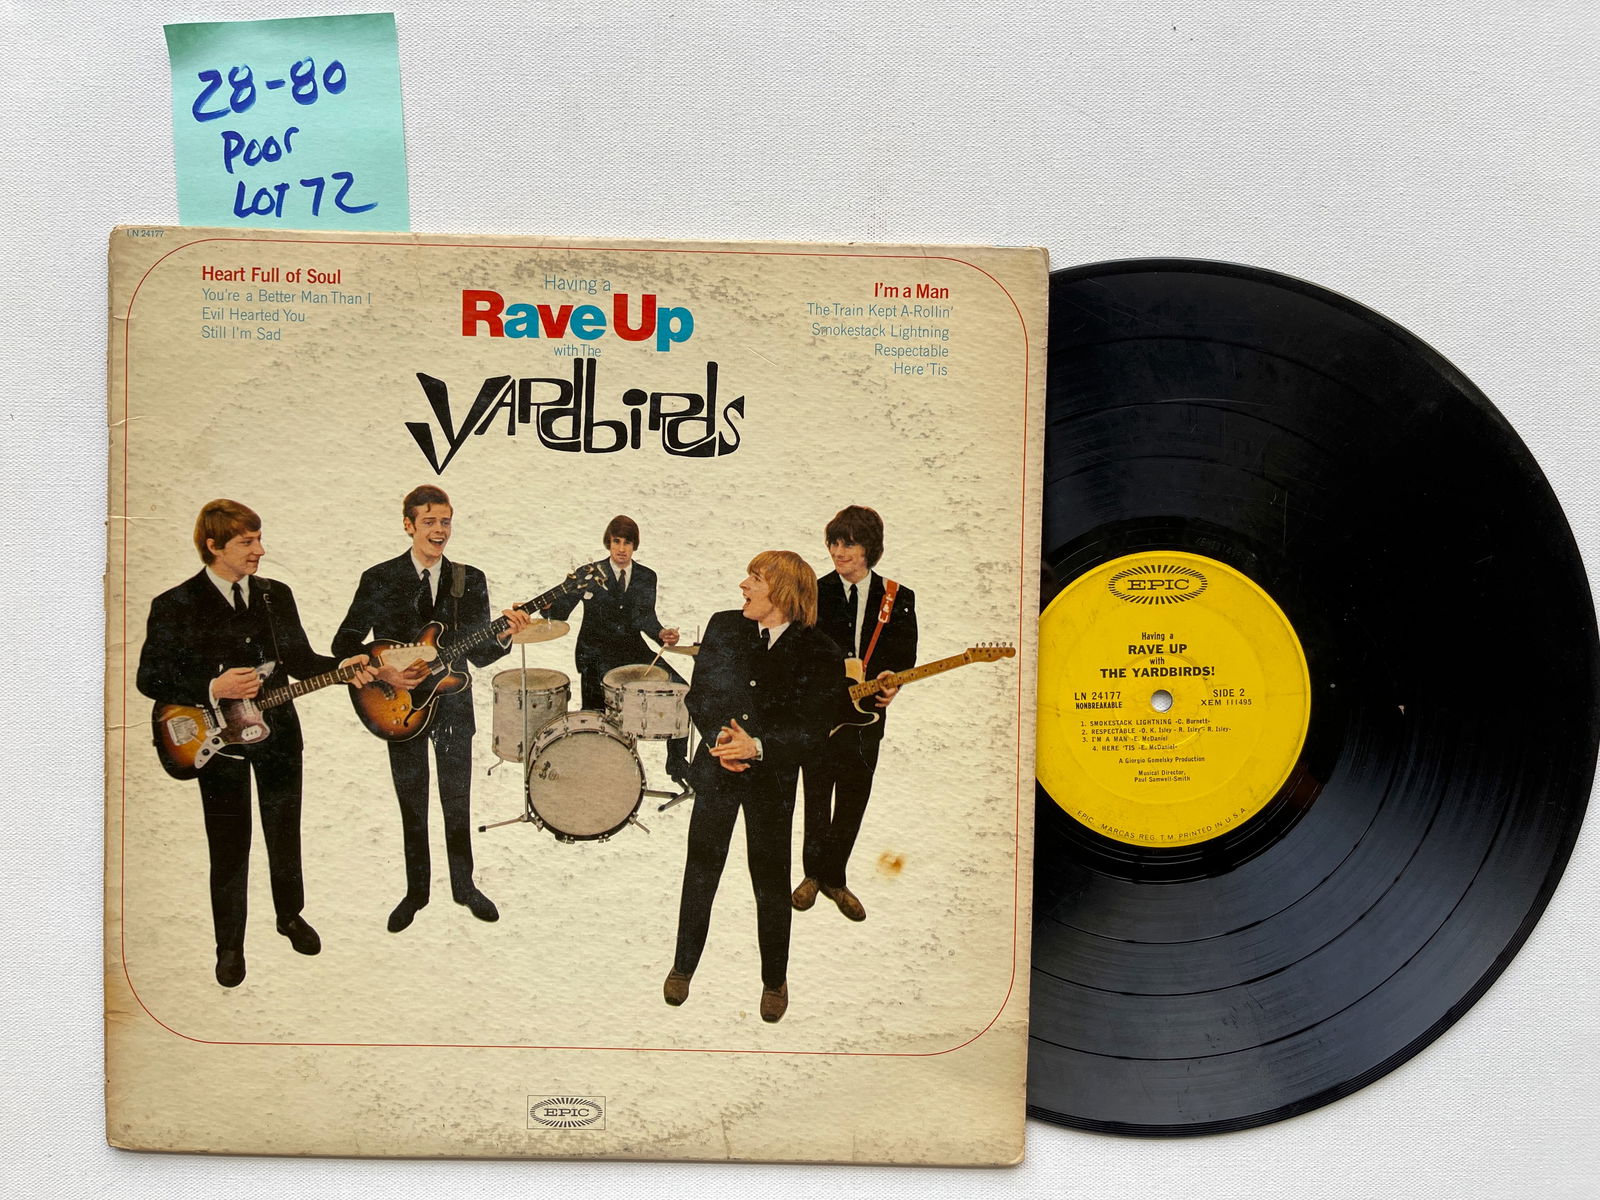 28-80
Poor
LOT 72
LN 24177
Heart Full of Soul
You're a Better Man Than I
Evil Hearted You
Still I'm Sad
Having a
Rave Up
with The
Yardbirds
I'm a Man
The Train Kept A-Rollin'
Smokestack Lightning
Respectable
Here 'Tis
EPIC
EPIC
Having a
RAVE UP
with
THE YARDBIRDS!
LN 24177
NONBREAKABLE
SIDE 2
XEM 111495
1. SMOKESTACK LIGHTNING -C. Burnett-
2. RESPECTABLE -O. K. Isley - R. Isley - R. Isley-
3. I'M A MAN -E. McDaniel
4. HERE 'TIS -E. McDaniel-
A Giorgio Gomelsky Production
Musical Director,
Paul Samwell-Smith
EPIC, MARCAS REG. T.M. PRINTED IN U.S.A.